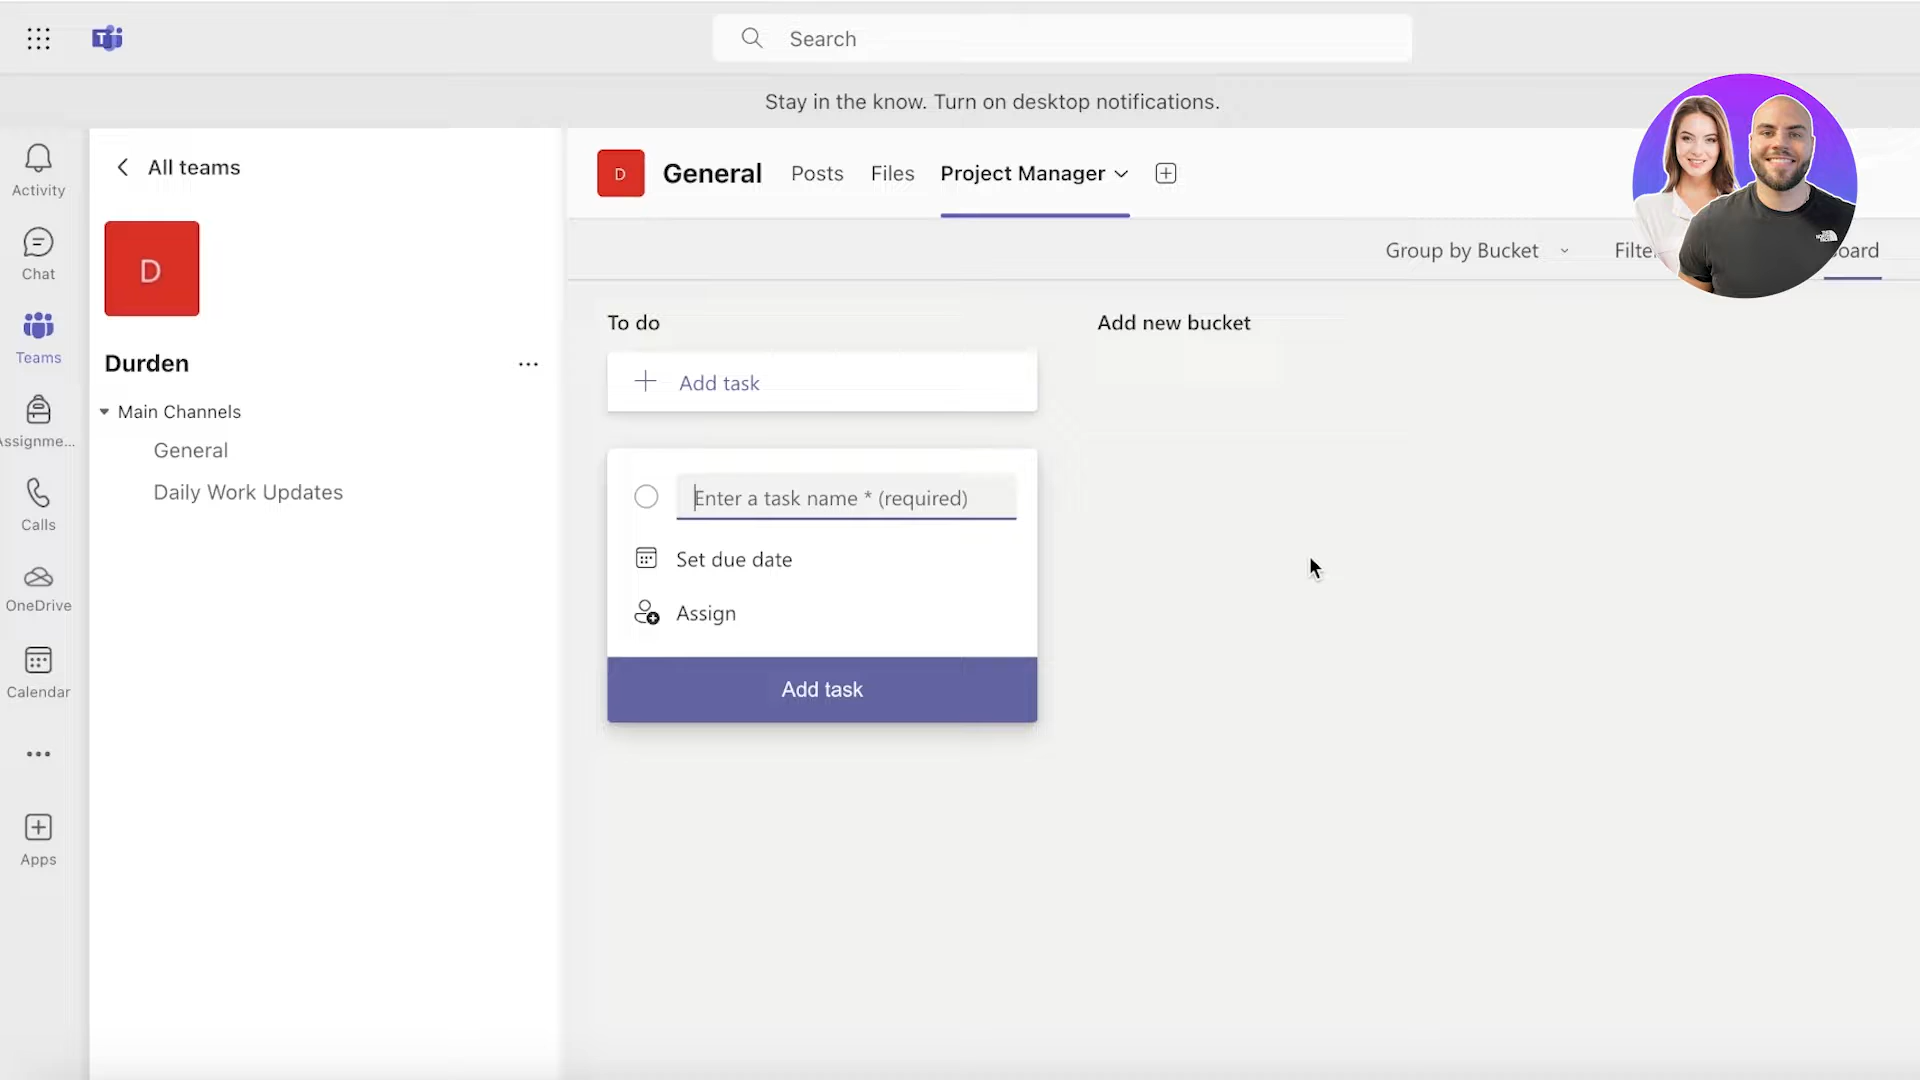 Search
Stay in the know. Turn on desktop notifications.
Activity
Chat
Teams
Assignme...
Calls
OneDrive
Calendar
Apps
All teams
D
Durden
Main Channels
General
Daily Work Updates
D
General
Posts
Files
Project Manager
Group by Bucket
To do
Add new bucket
Add task
Enter a task name * (required)
Set due date
Assign
Add task